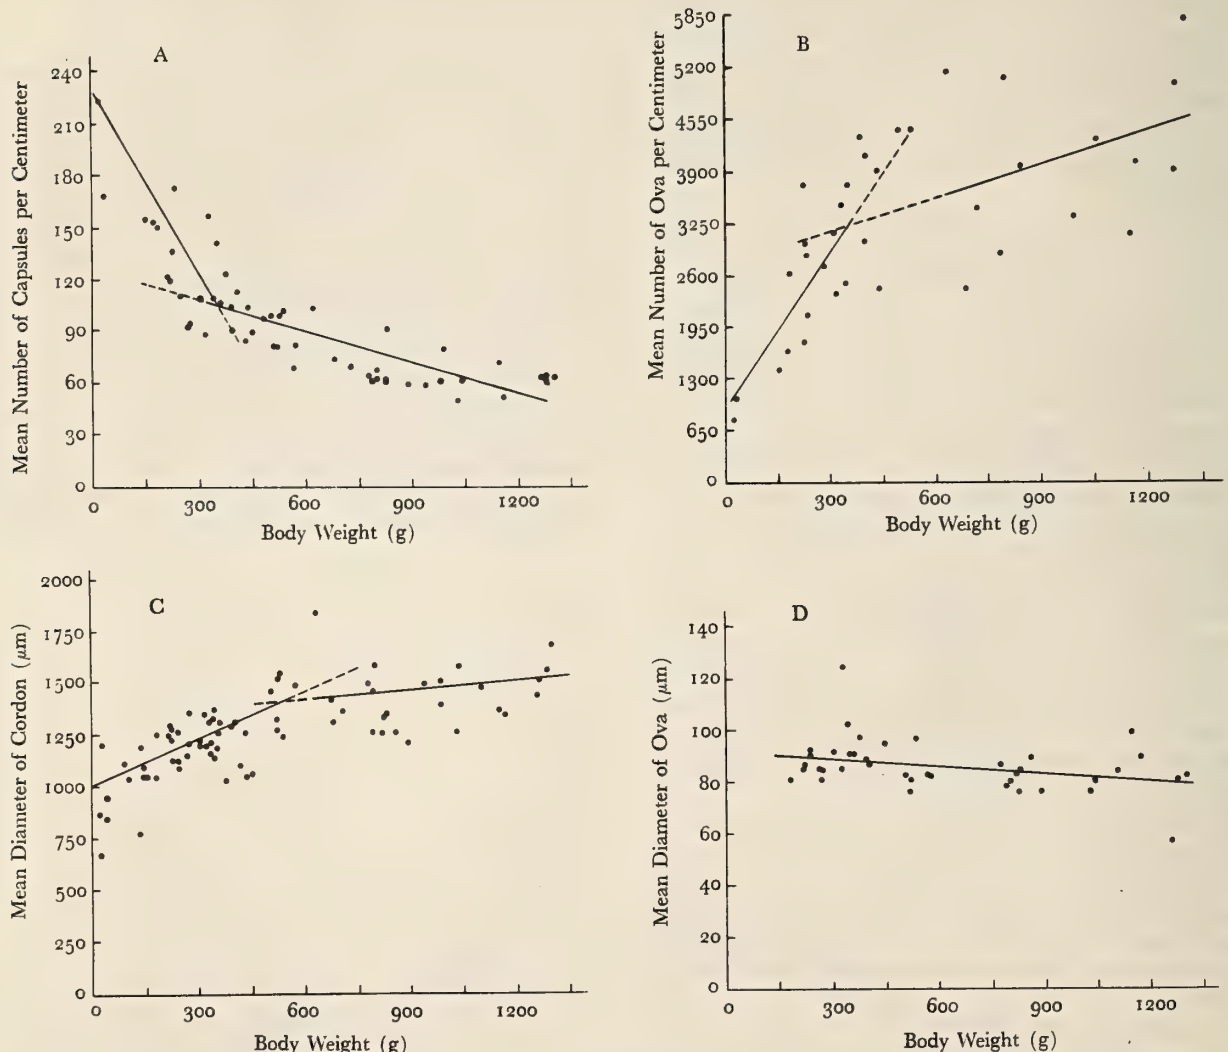 A
Mean Number of Capsules per Centimeter
240
210
180
150
120
90
60
30
0
0 300 600 900 1200
Body Weight (g)
B
Mean Number of Ova per Centimeter
5850
5200
4550
3900
3250
2600
1950
1300
650
0
0 300 600 900 1200
Body Weight (g)
C
Mean Diameter of Cordon (μm)
2000
1750
1500
1250
1000
750
500
250
0
0 300 600 900 1200
Body Weight (g)
D
Mean Diameter of Ova (μm)
140
120
100
80
60
40
20
0
0 300 600 900 1200
Body Weight (g)